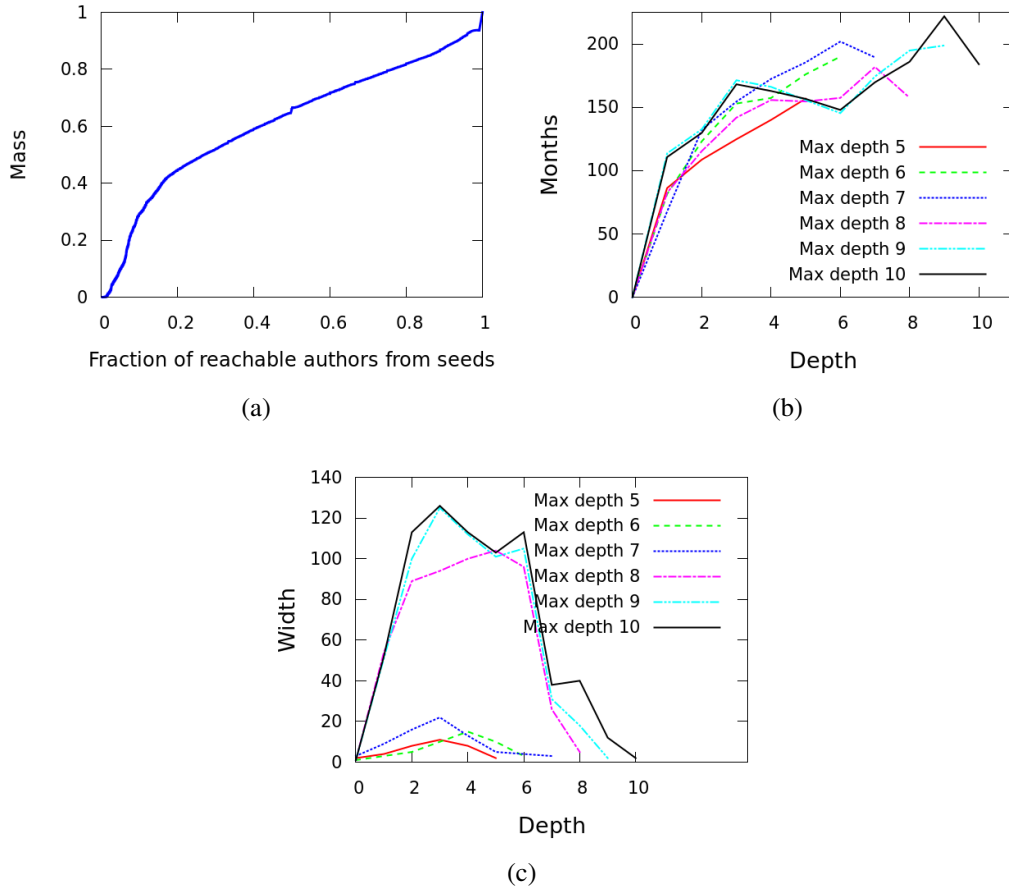 1
0.8
0.6
0.4
0.2
0
Mass
0 0.2 0.4 0.6 0.8 1
Fraction of reachable authors from seeds
(a)
200
150
100
50
0
Months
Max depth 5
Max depth 6
Max depth 7
Max depth 8
Max depth 9
Max depth 10
0 2 4 6 8 10
Depth
(b)
140
120
100
80
60
40
20
0
Width
Max depth 5
Max depth 6
Max depth 7
Max depth 8
Max depth 9
Max depth 10
0 2 4 6 8 10
Depth
(c)